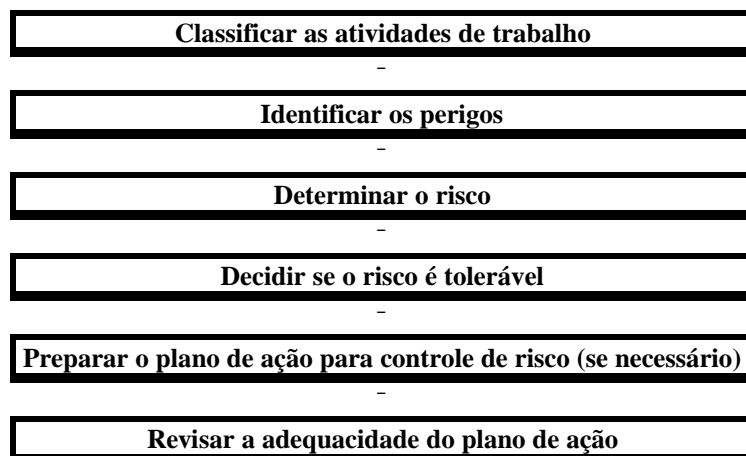 Classificar as atividades de trabalho
–
Identificar os perigos
–
Determinar o risco
–
Decidir se o risco é tolerável
–
Preparar o plano de ação para controle de risco (se necessário)
–
Revisar a adequacidade do plano de ação